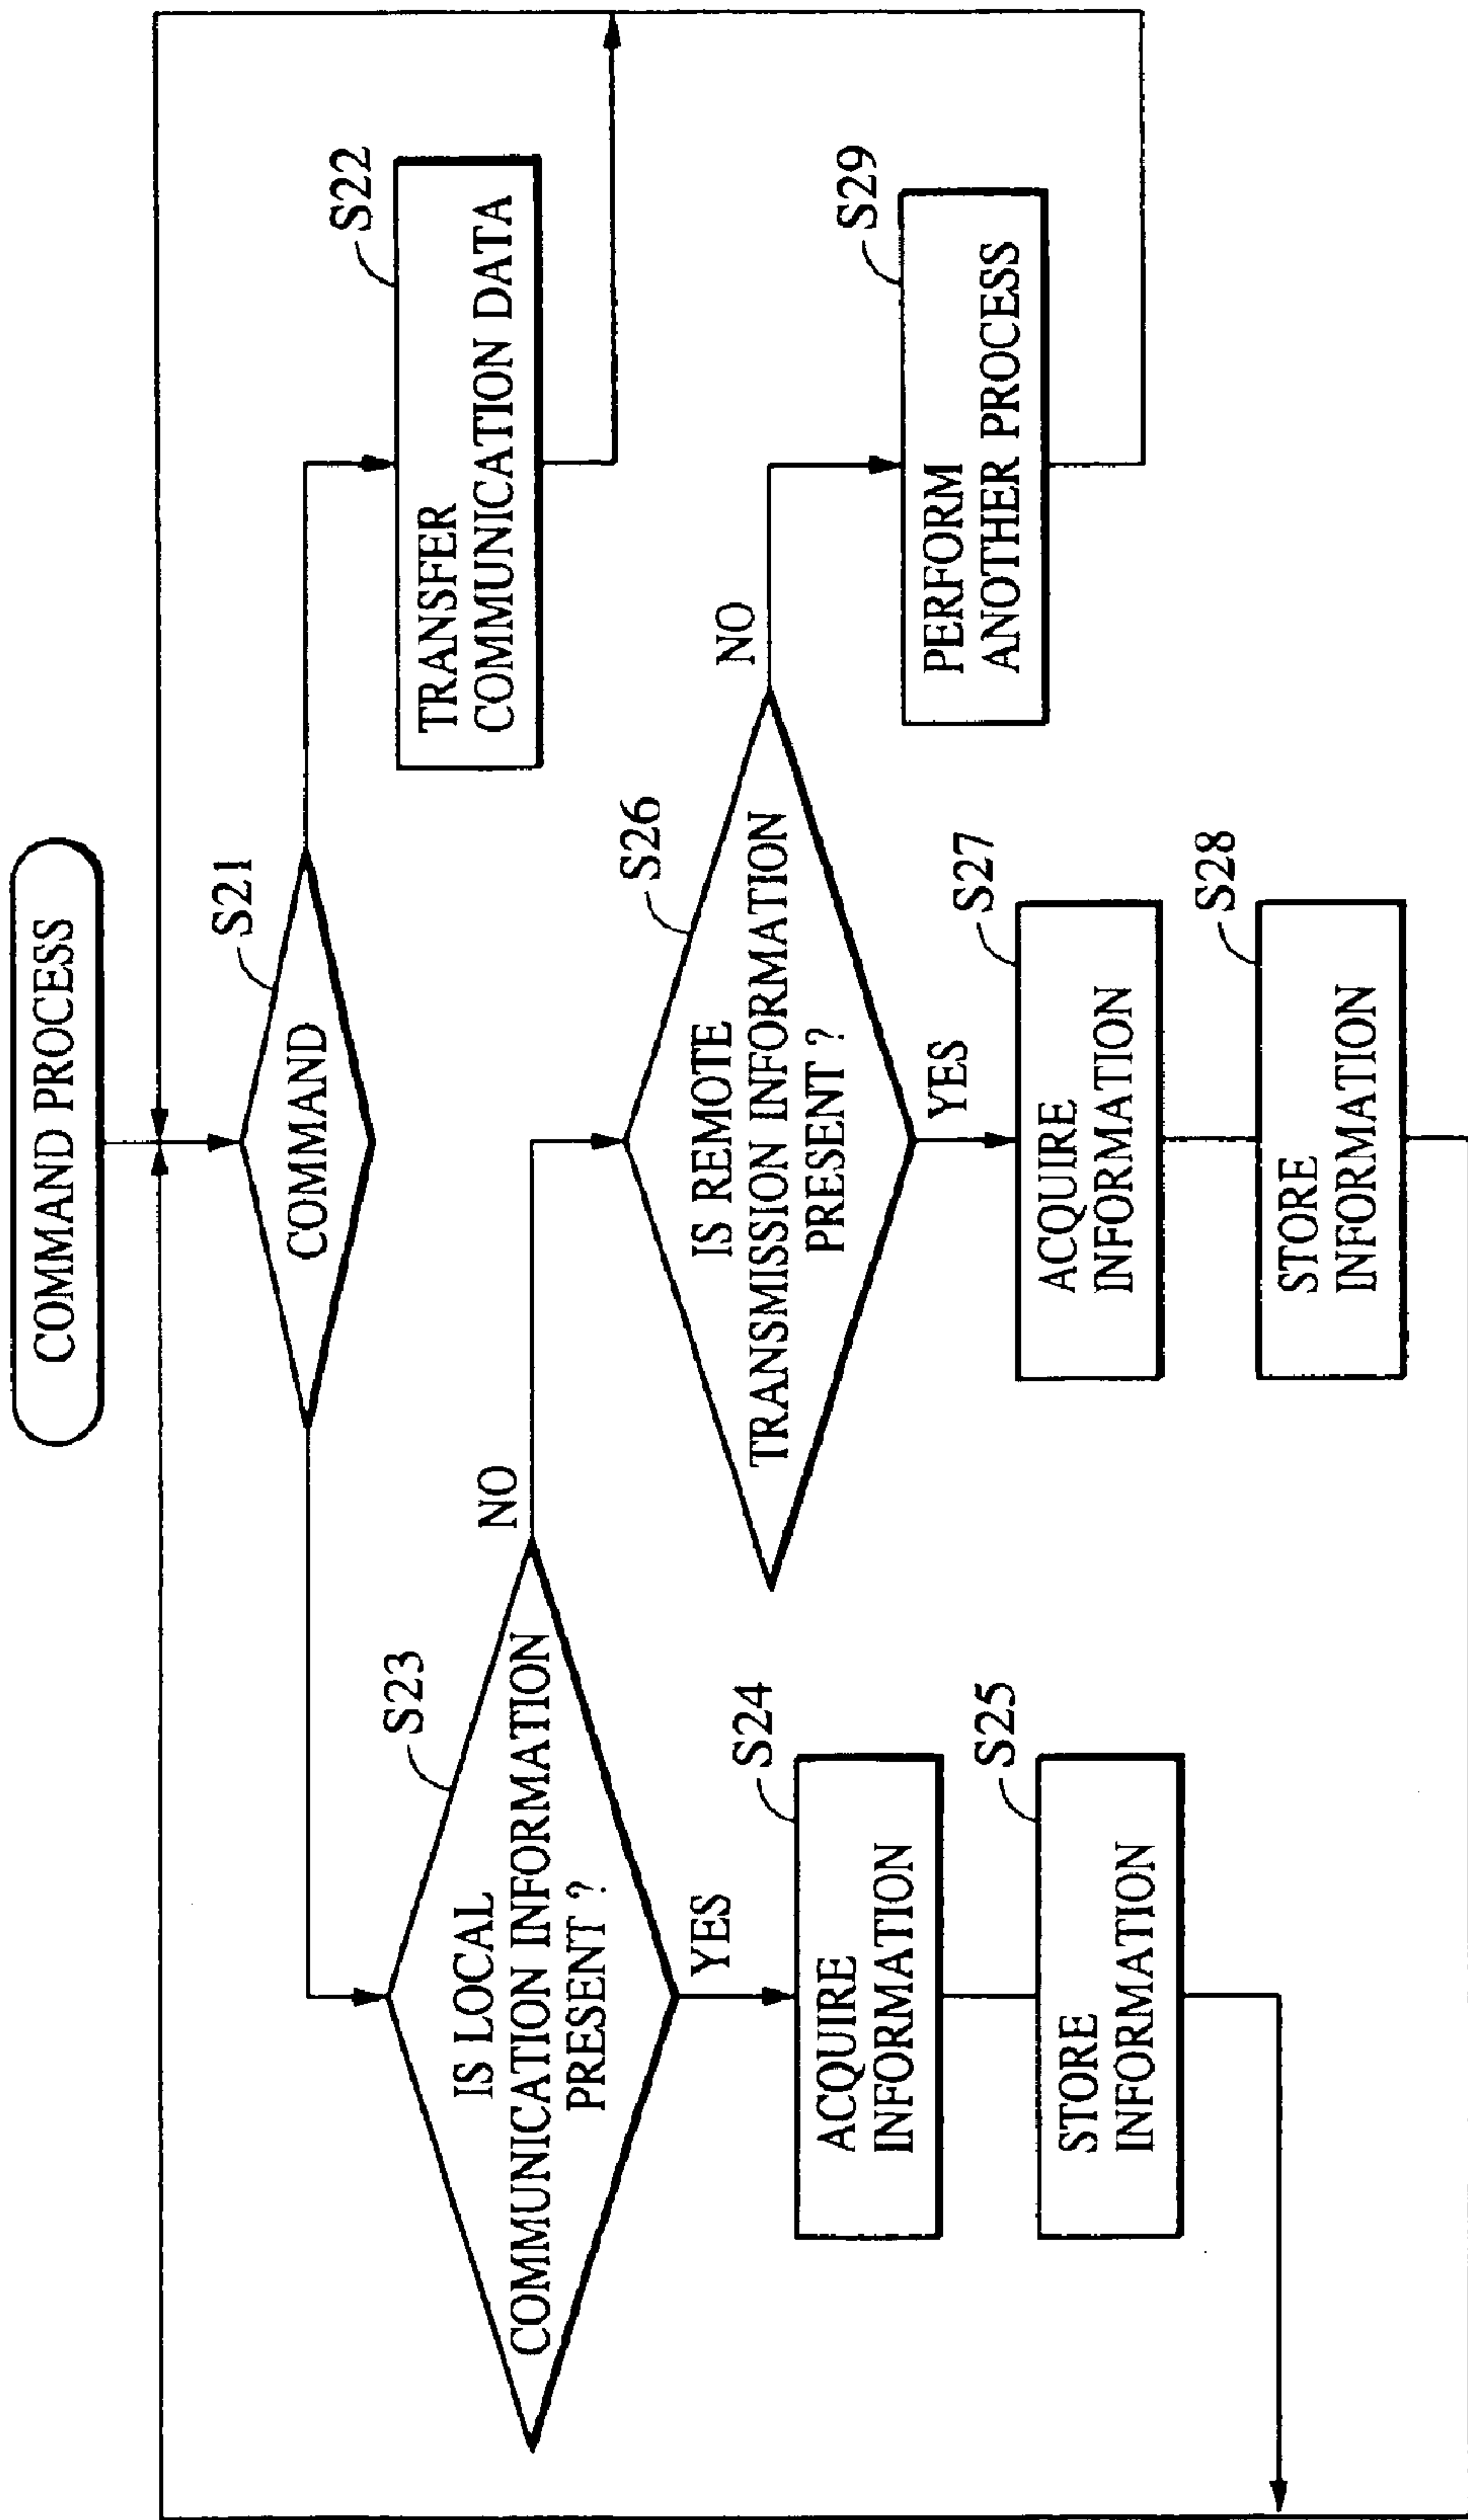 COMMAND PROCESS
S21
COMMAND
S22
TRANSFER
COMMUNICATION DATA
S23
IS LOCAL
COMMUNICATION INFORMATION
PRESENT ?
NO
YES
S24
ACQUIRE
INFORMATION
S25
STORE
INFORMATION
S26
IS REMOTE
TRANSMISSION INFORMATION
PRESENT ?
NO
YES
S27
ACQUIRE
INFORMATION
S28
STORE
INFORMATION
S29
PERFORM
ANOTHER PROCESS